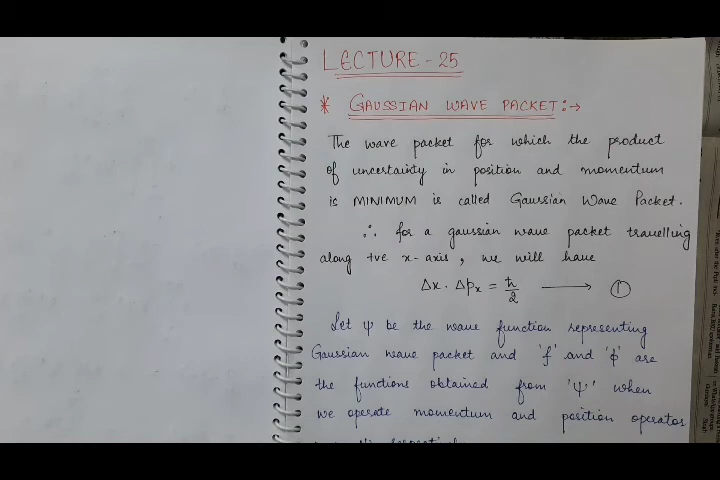 LECTURE - 25
* GAUSSIAN WAVE PACKET :→
The wave packet for which the product
of uncertainty in position and momentum
is MINIMUM is called Gaussian Wave Packet.
∴ for a gaussian wave packet travelling
along +ve x-axis, we will have
Δx . Δpₓ = ħ/2 ⟶ ①
Let ψ be the wave function representing
Gaussian wave packet and 'f' and 'ϕ' are
the functions obtained from 'ψ' when
we operate momentum and position operators
respectively